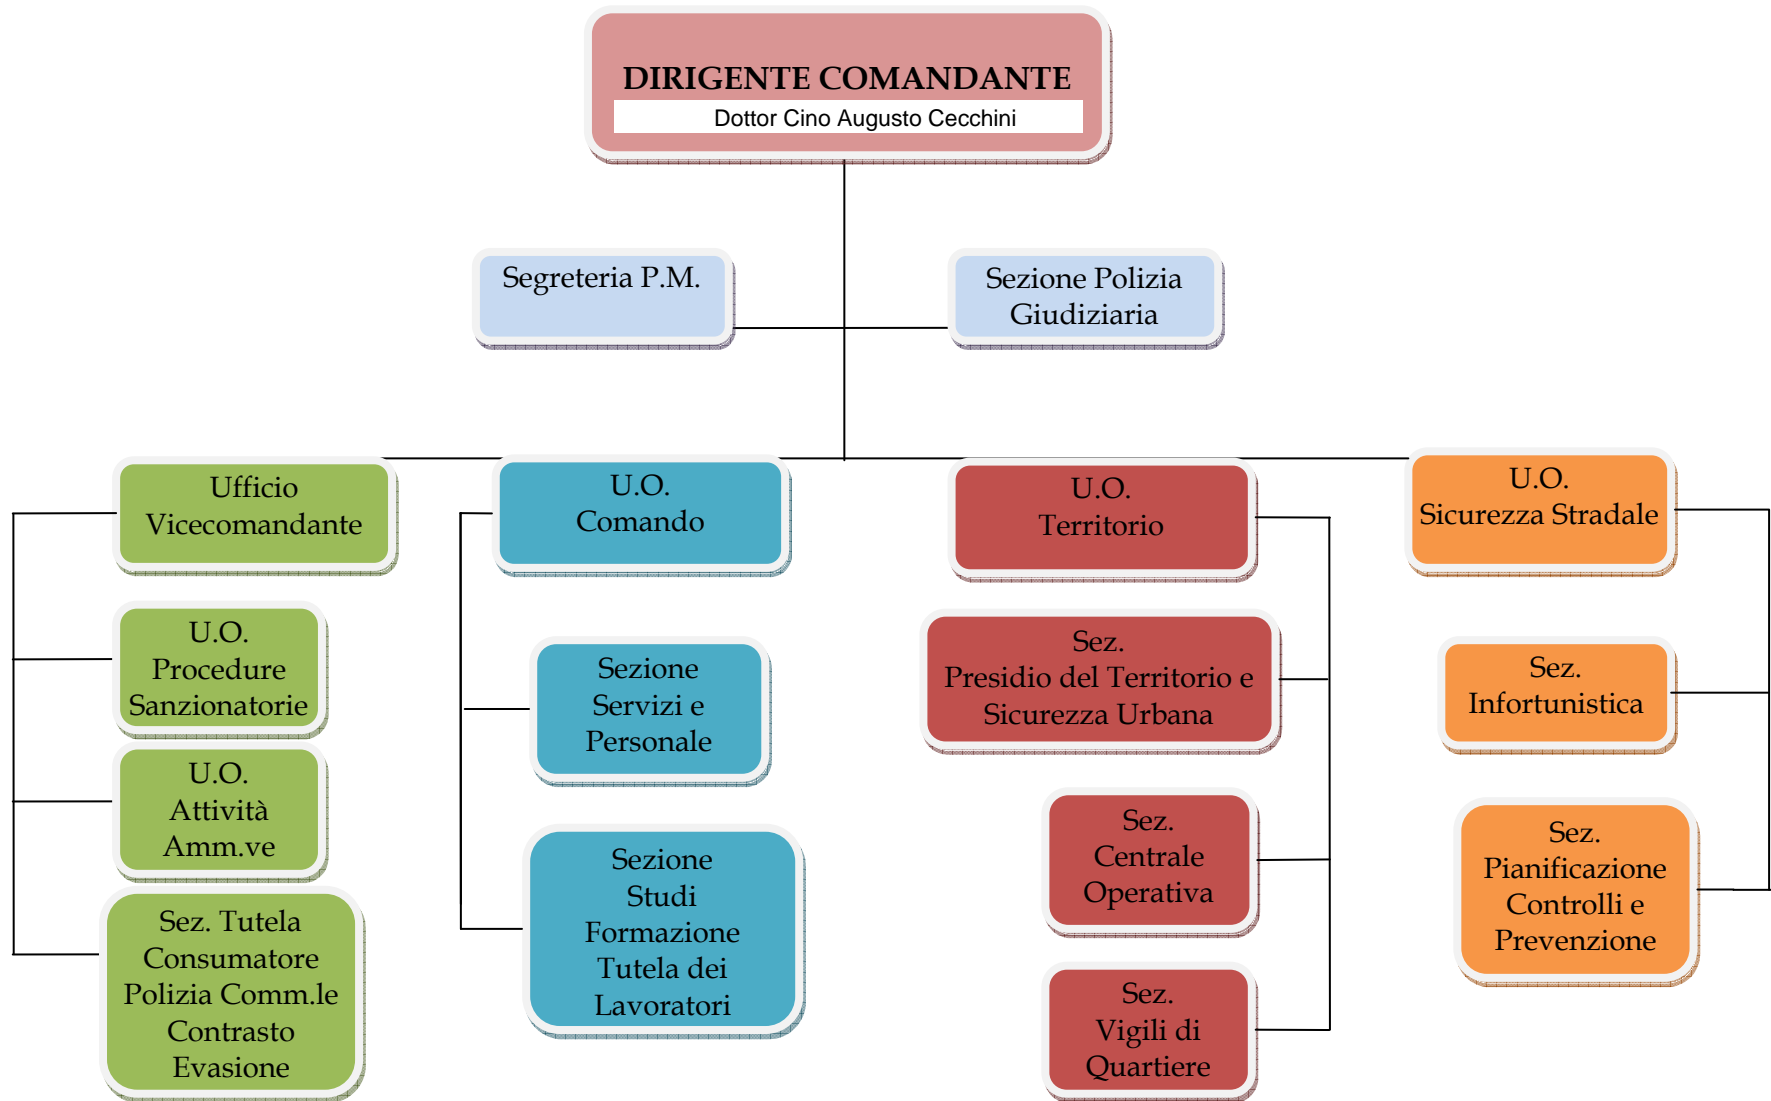 DIRIGENTE COMANDANTE
Dottor Cino Augusto Cecchini
Segreteria P.M.
Sezione Polizia
Giudiziaria
Ufficio
Vicecomandante
U.O.
Comando
U.O.
Territorio
U.O.
Sicurezza Stradale
U.O.
Procedure
Sanzionatorie
U.O.
Attività
Amm.ve
Sez. Tutela
Consumatore
Polizia Comm.le
Contrasto
Evasione
Sezione
Servizi e
Personale
Sezione
Studi
Formazione
Tutela dei
Lavoratori
Sez.
Presidio del Territorio e
Sicurezza Urbana
Sez.
Centrale
Operativa
Sez.
Vigili di
Quartiere
Sez.
Infortunistica
Sez.
Pianificazione
Controlli e
Prevenzione